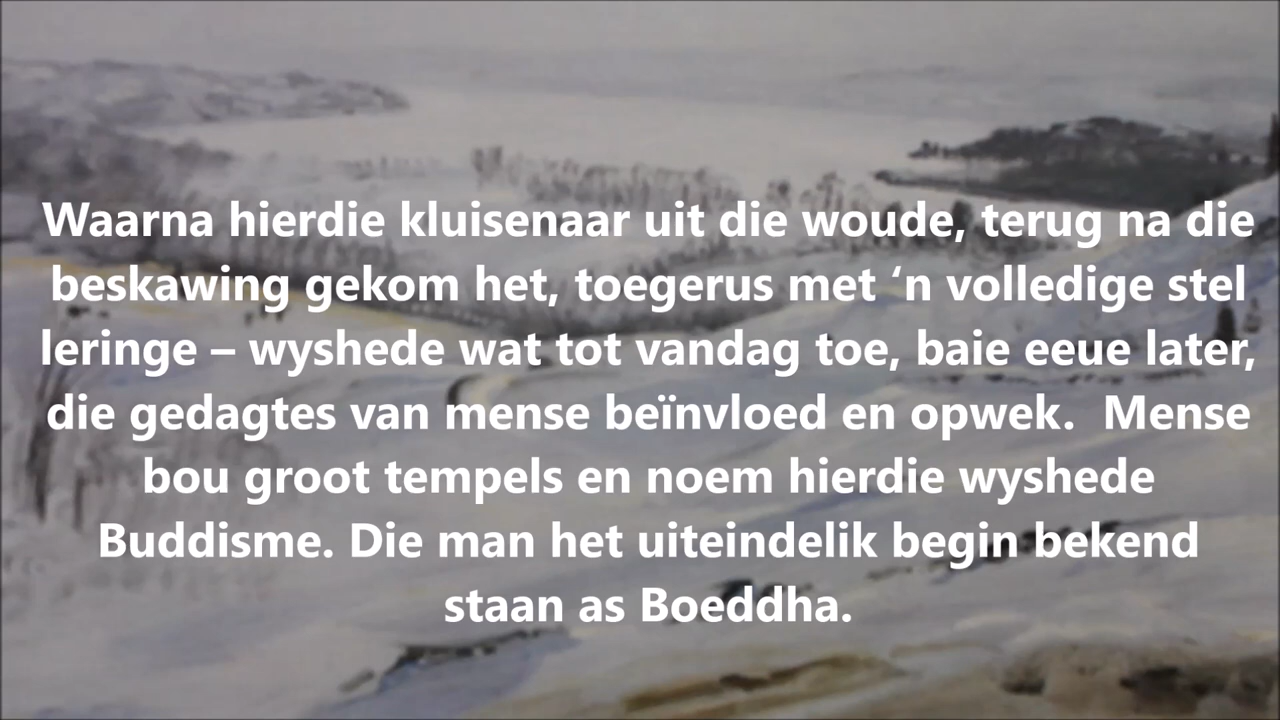 Waarna hierdie kluisenaar uit die woude, terug na die
beskawing gekom het, toegerus met ‘n volledige stel
leringe – wyshede wat tot vandag toe, baie eeue later,
die gedagtes van mense beïnvloed en opwek.  Mense
bou groot tempels en noem hierdie wyshede
Buddisme. Die man het uiteindelik begin bekend
staan as Boeddha.